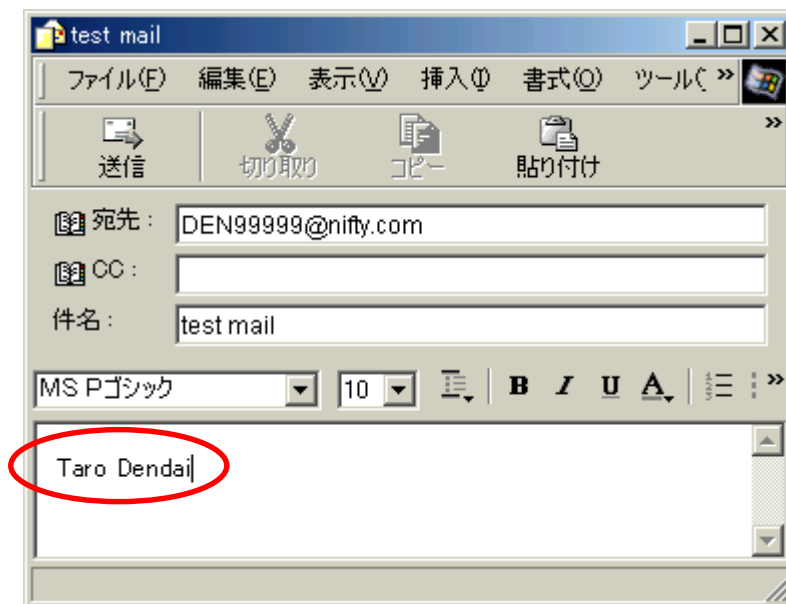 test mail
ファイル(F) 編集(E) 表示(V) 挿入(I) 書式(O) ツール( »
送信 切り取り コピー 貼り付け »
宛先 : DEN99999@nifty.com
CC :
件名 : test mail
MS Pゴシック 10 B I U A »
Taro Dendai